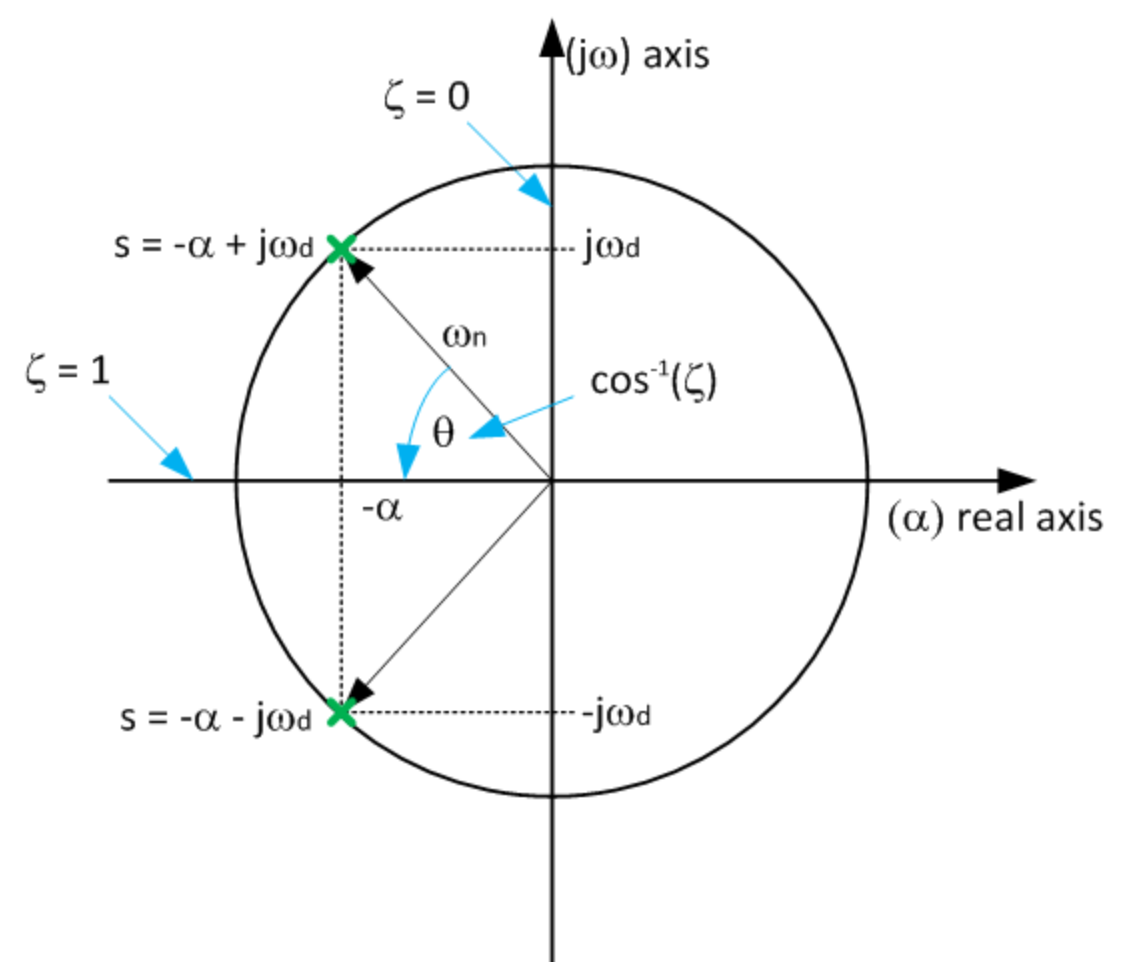 (jω) axis
ζ = 0
s = -α + jωd
jωd
ωn
ζ = 1
cos⁻¹(ζ)
θ
-α
(α) real axis
s = -α - jωd
-jωd